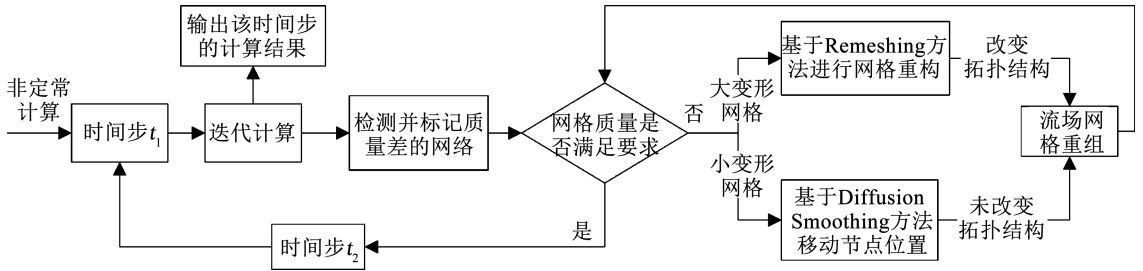 非定常
计算
时间步t₁
输出该时间步
的计算结果
迭代计算
检测并标记质
量差的网络
网格质量是
否满足要求
是
时间步t₂
否
大变形
网格
小变形
网格
基于Remeshing方
法进行网格重构
基于Diffusion
Smoothing方法
移动节点位置
改变
拓扑结构
未改变
拓扑结构
流场网
格重组